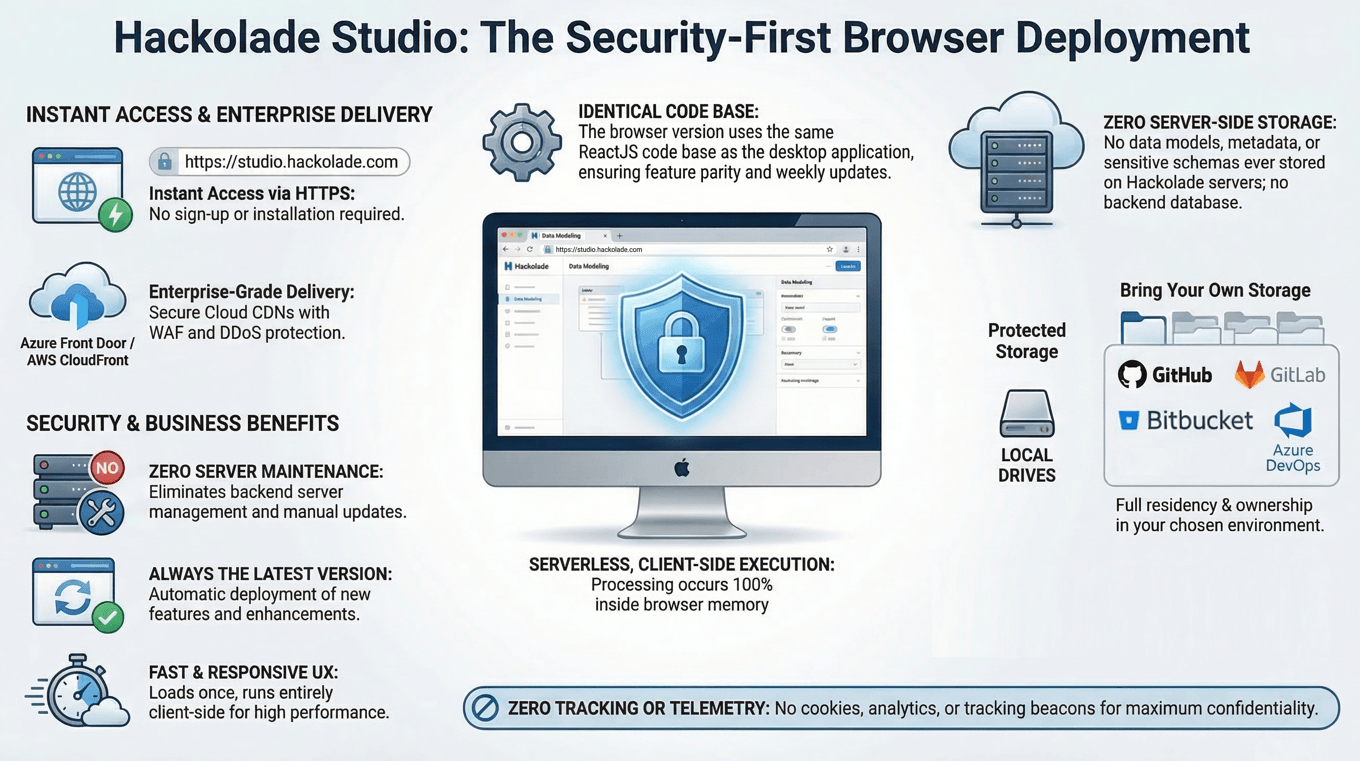 Hackolade Studio: The Security-First Browser Deployment
INSTANT ACCESS & ENTERPRISE DELIVERY
https://studio.hackolade.com
Instant Access via HTTPS:
No sign-up or installation required.
Enterprise-Grade Delivery:
Secure Cloud CDNs with
WAF and DDoS protection.
Azure Front Door /
AWS CloudFront
SECURITY & BUSINESS BENEFITS
NO
ZERO SERVER MAINTENANCE:
Eliminates backend server
management and manual updates.
ALWAYS THE LATEST VERSION:
Automatic deployment of new
features and enhancements.
FAST & RESPONSIVE UX:
Loads once, runs entirely
client-side for high performance.
IDENTICAL CODE BASE:
The browser version uses the same
ReactJS code base as the desktop application,
ensuring feature parity and weekly updates.
Data Modeling
https://studio.hackolade.com
Hackolade
Data Modeling
Data Modeling
Data Modeling
SERVERLESS, CLIENT-SIDE EXECUTION:
Processing occurs 100%
inside browser memory
ZERO SERVER-SIDE STORAGE:
No data models, metadata, or
sensitive schemas ever stored
on Hackolade servers; no
backend database.
Protected
Storage
LOCAL
DRIVES
Bring Your Own Storage
GitHub
GitLab
Bitbucket
Azure
DevOps
Full residency & ownership
in your chosen environment.
ZERO TRACKING OR TELEMETRY: No cookies, analytics, or tracking beacons for maximum confidentiality.